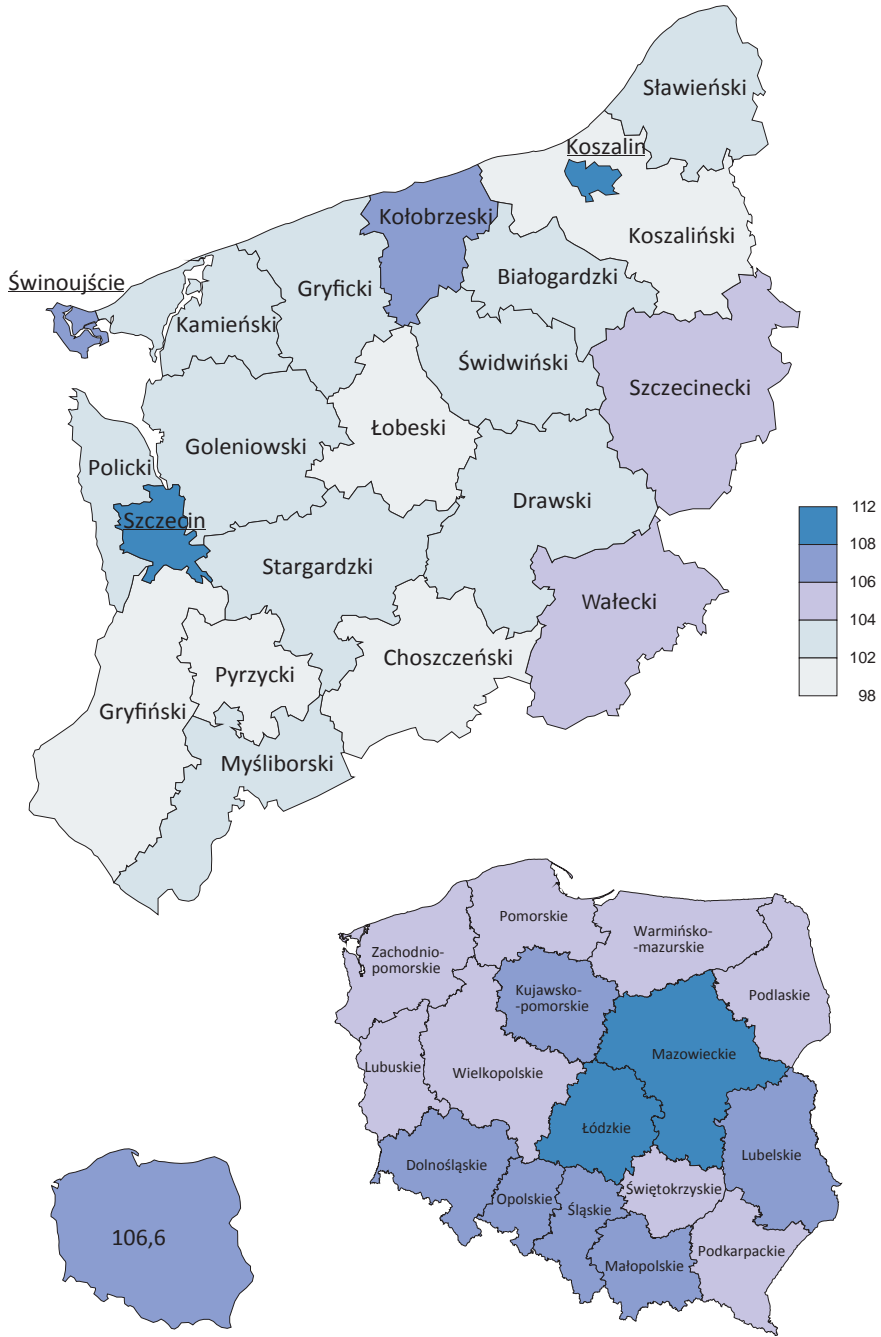 Sławieński
Koszalin
Kołobrzeski
Koszaliński
Białogardzki
Świnoujście
Gryficki
Kamieński
Świdwiński
Szczecinecki
Łobeski
Goleniowski
Policki
Drawski
112
Szczecin
108
Stargardzki
106
Wałecki
104
Choszczeński
102
Pyrzycki
98
Gryfiński
Myśliborski
Pomorskie
Warmińsko-
-mazurskie
Zachodnio-
pomorskie
Kujawsko-
-pomorskie
Podlaskie
Mazowieckie
Lubuskie
Wielkopolskie
Łódzkie
Lubelskie
Dolnośląskie
Świętokrzyskie
Opolskie
Śląskie
106,6
Podkarpackie
Małopolskie